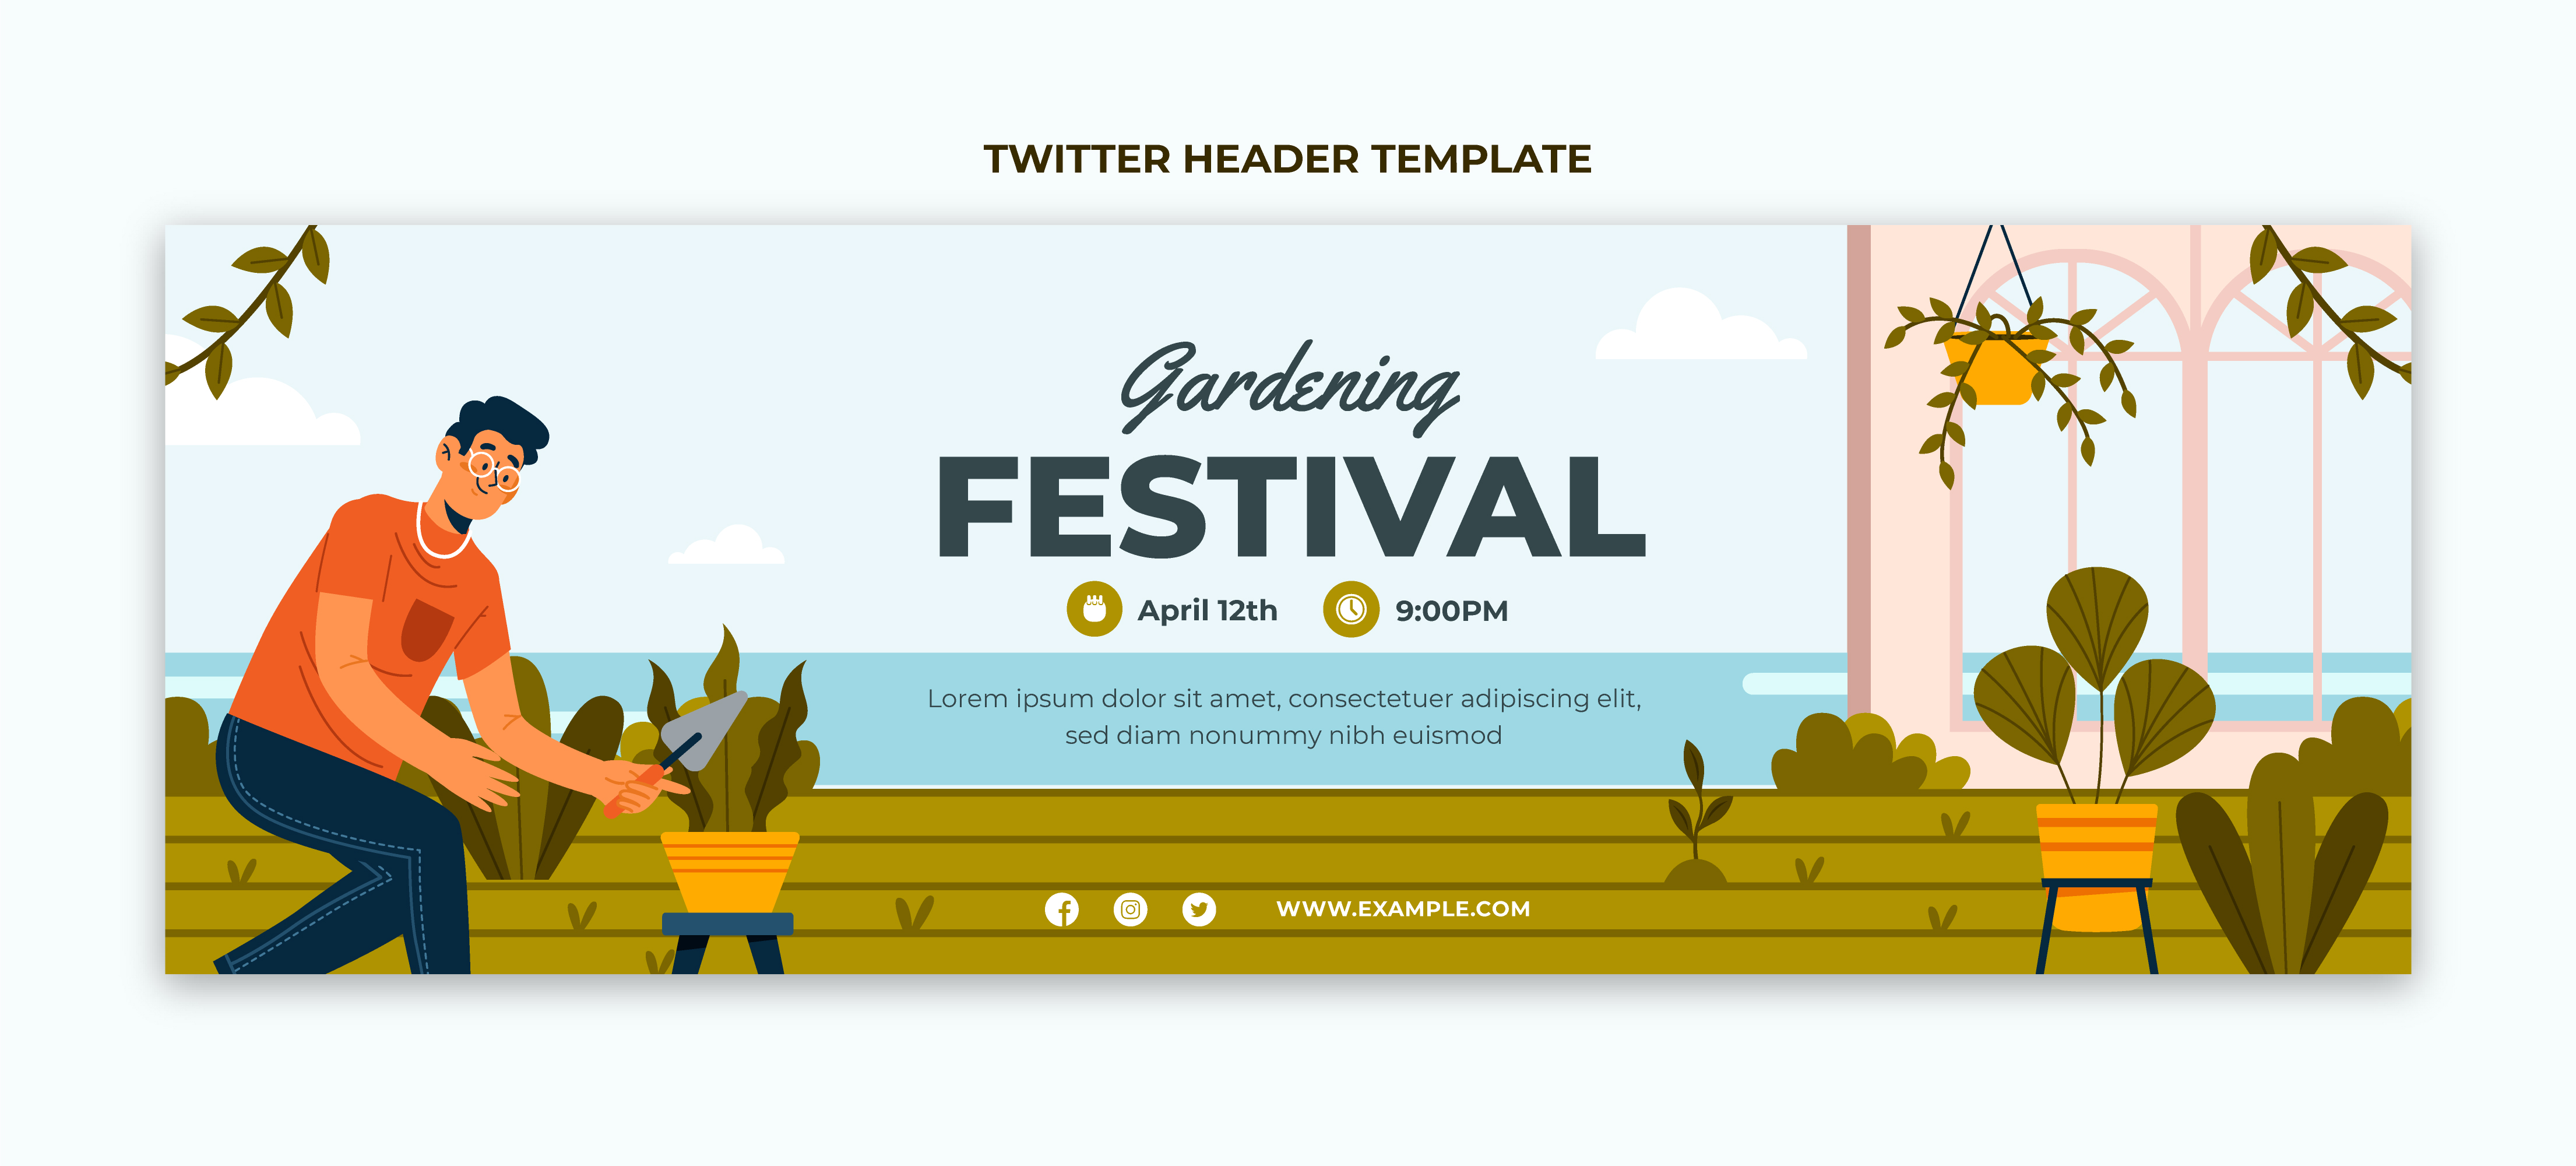 TWITTER HEADER TEMPLATE
Gardening
FESTIVAL
April 12th 9:00PM
Lorem ipsum dolor sit amet, consectetuer adipiscing elit,
sed diam nonummy nibh euismod
WWW.EXAMPLE.COM